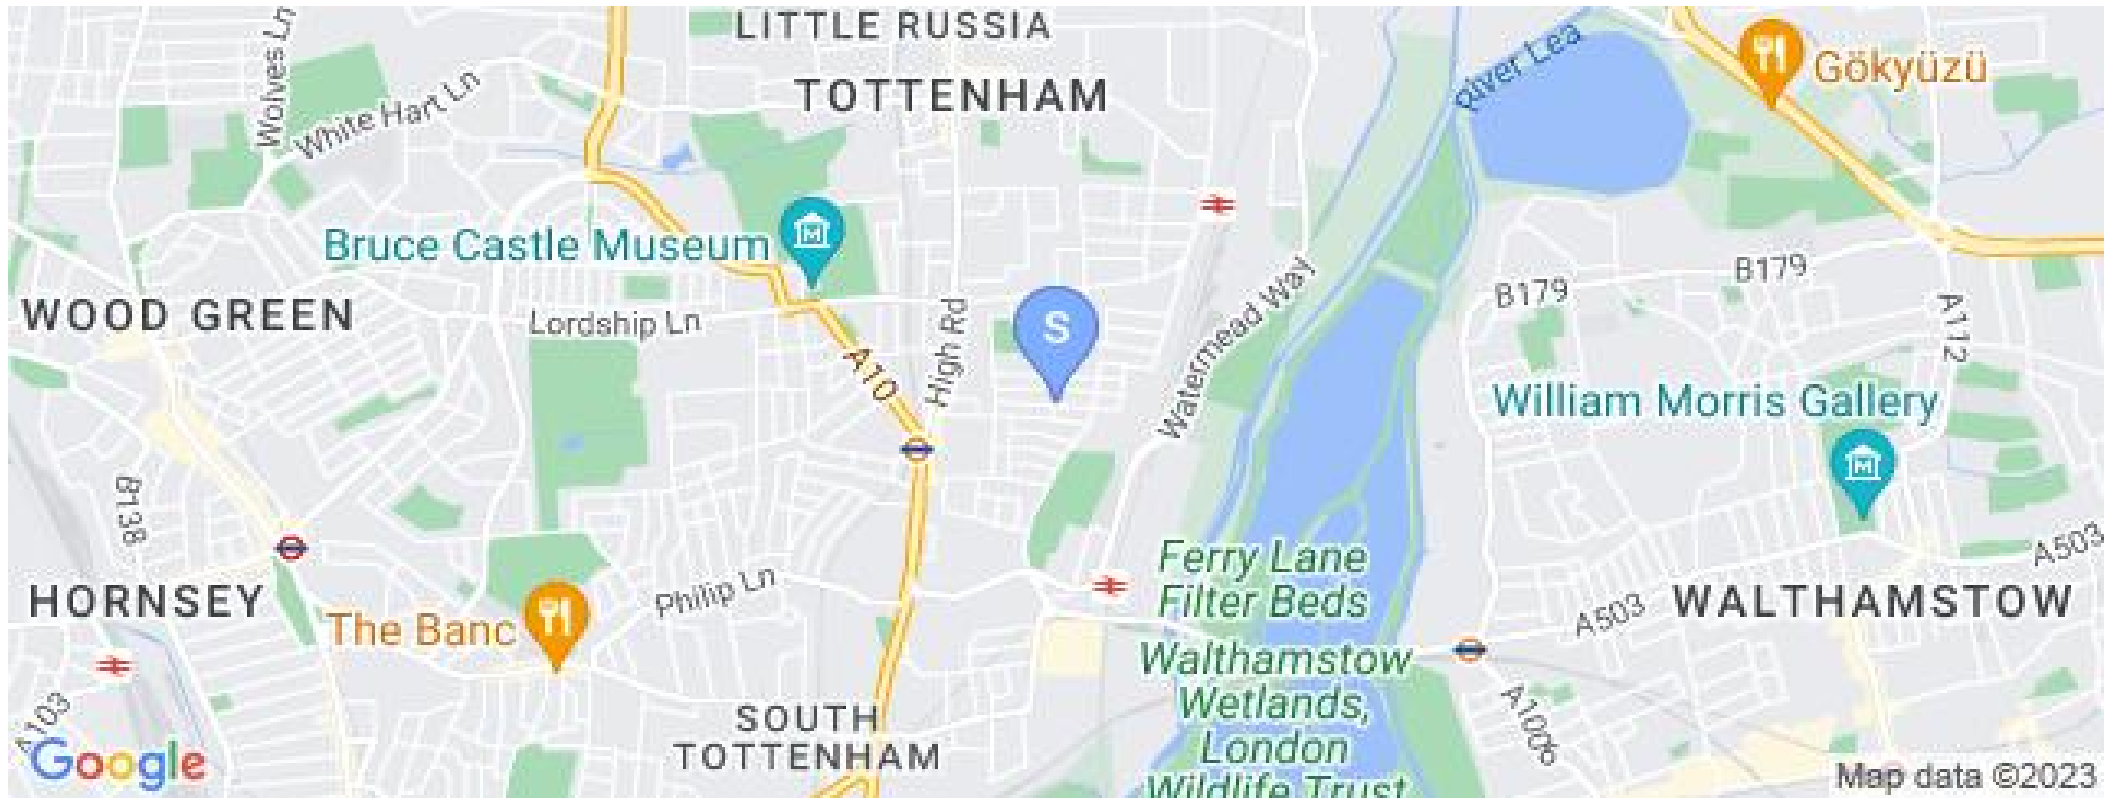 LITTLE RUSSIA
TOTTENHAM
Wolves Ln
White Hart Ln
River Lea
Gökyüzü
Bruce Castle Museum
WOOD GREEN
Lordship Ln
A10
High Rd
S
Watermead Way
B179
B179
A112
William Morris Gallery
B138
HORNSEY
The Banc
Philip Ln
Ferry Lane
Filter Beds
Walthamstow
Wetlands,
London
Wildlife Trust
A503
A503
WALTHAMSTOW
A1006
SOUTH
TOTTENHAM
A103
Google
Map data ©2023